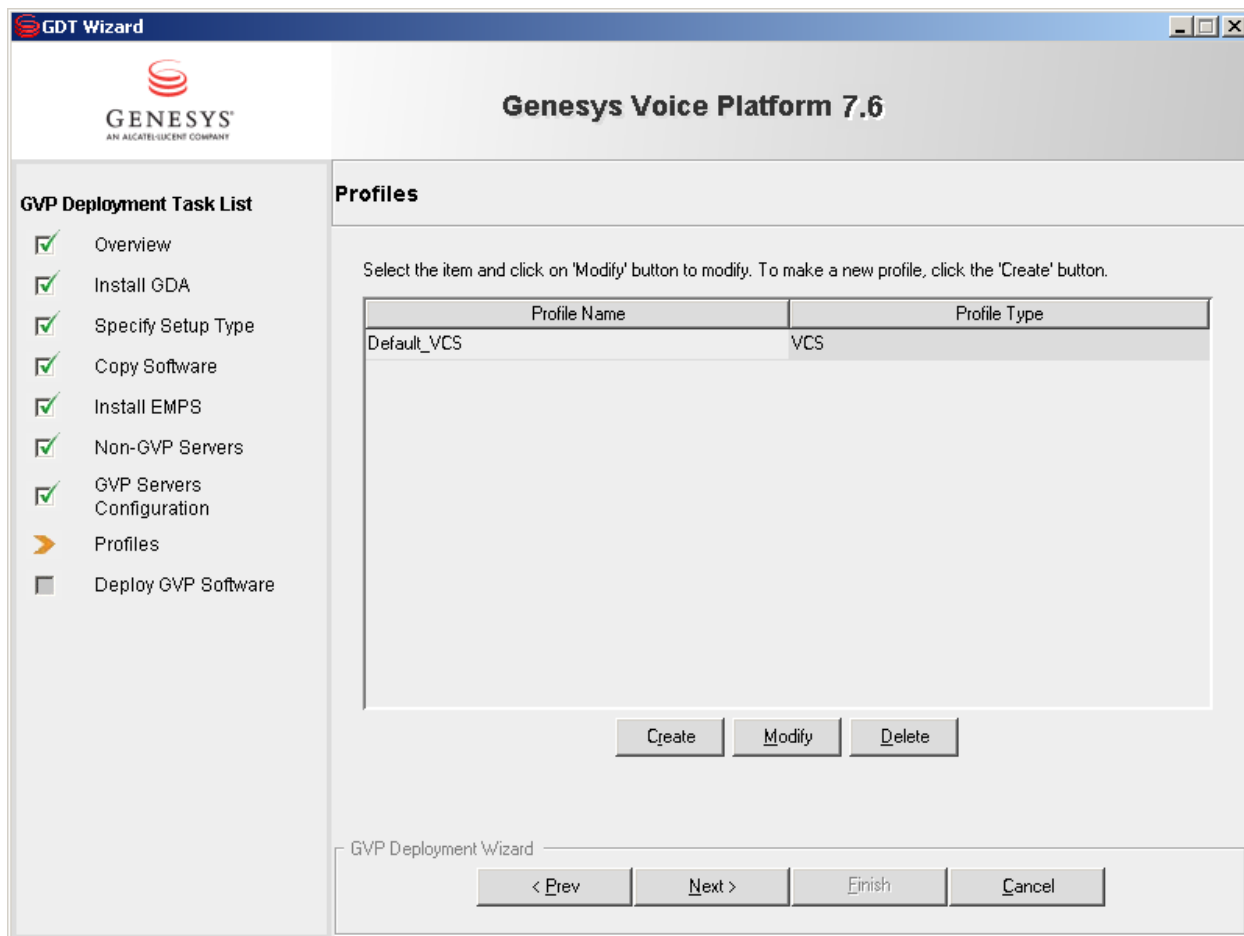 GDT Wizard
GENESYS®
AN ALCATEL-LUCENT COMPANY
Genesys Voice Platform 7.6
GVP Deployment Task List
Overview
Install GDA
Specify Setup Type
Copy Software
Install EMPS
Non-GVP Servers
GVP Servers
Configuration
Profiles
Deploy GVP Software
Profiles
Select the item and click on 'Modify' button to modify. To make a new profile, click the 'Create' button.
Profile Name Profile Type
Default_VCS VCS
Create Modify Delete
GVP Deployment Wizard
< Prev Next > Finish Cancel